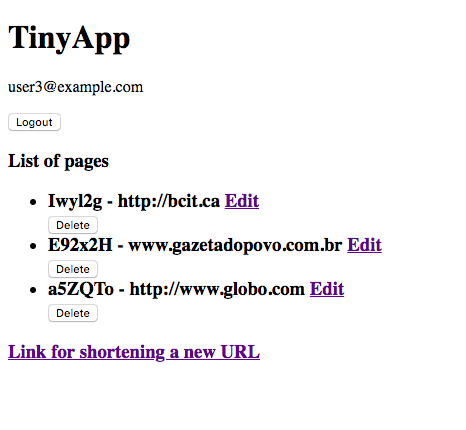 TinyApp
user3@example.com
Logout
List of pages
Iwyl2g - http://bcit.ca Edit
Delete
E92x2H - www.gazetadopovo.com.br Edit
Delete
a5ZQTo - http://www.globo.com Edit
Delete
Link for shortening a new URL